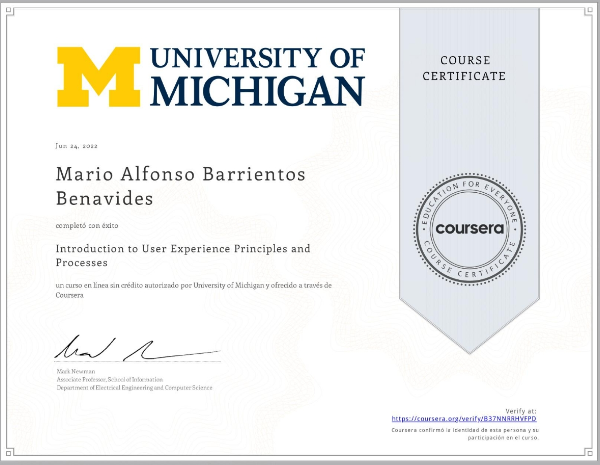 UNIVERSITY OF
MICHIGAN
COURSE
CERTIFICATE
Jun 24, 2022
Mario Alfonso Barrientos
Benavides
completó con éxito
Introduction to User Experience Principles and
Processes
un curso en línea sin crédito autorizado por University of Michigan y ofrecido a través de
Coursera
EDUCATION FOR EVERYONE
coursera
COURSE CERTIFICATE
Mark Newman
Associate Professor, School of Information
Department of Electrical Engineering and Computer Science
Verify at:
https://coursera.org/verify/B37NNRRHVFPD
Coursera confirmó la identidad de esta persona y su
participación en el curso.